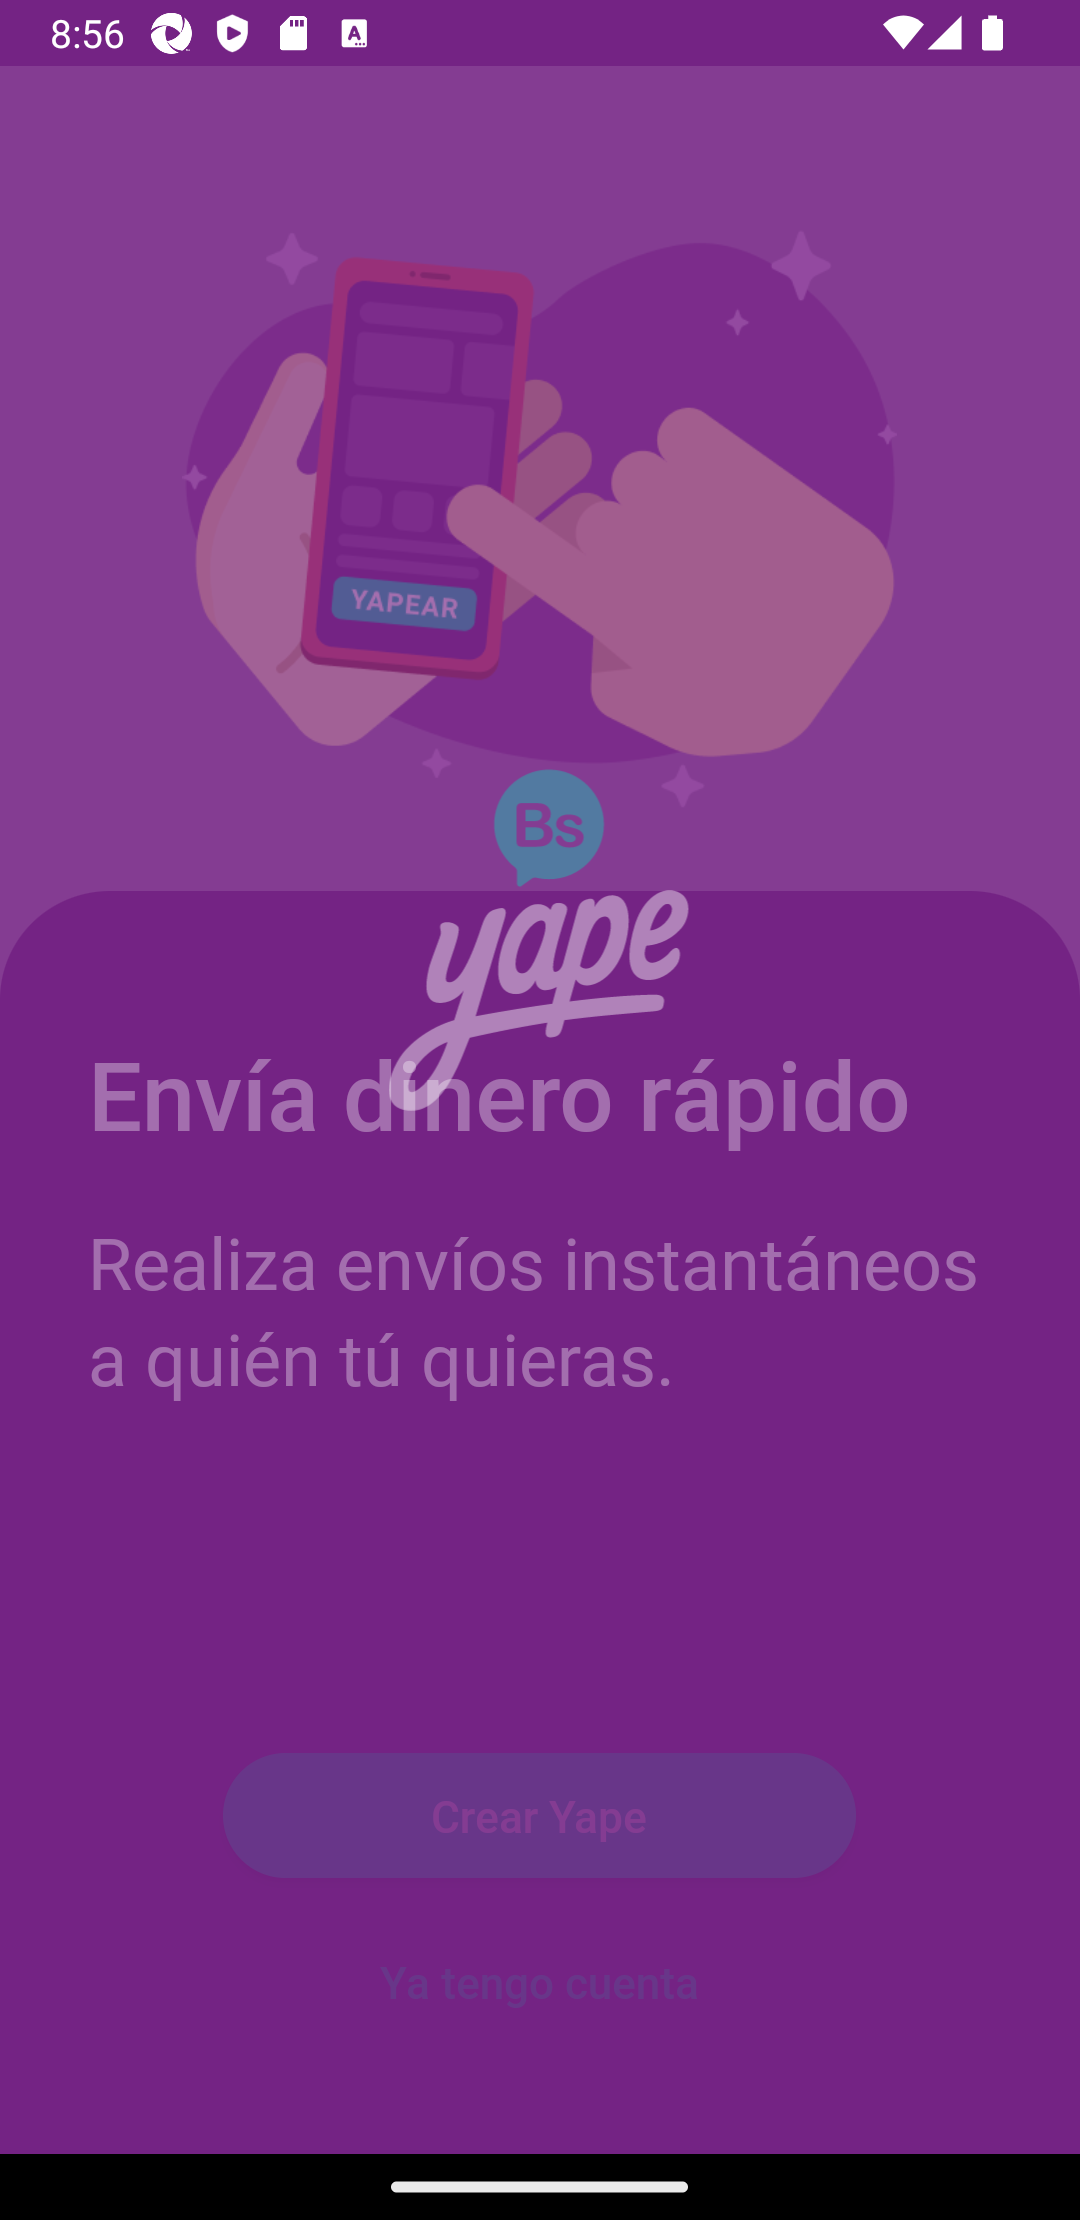 8:56
YAPEAR
Bs
yape
Envía dinero rápido
Realiza envíos instantáneos
a quién tú quieras.
Crear Yape
Ya tengo cuenta